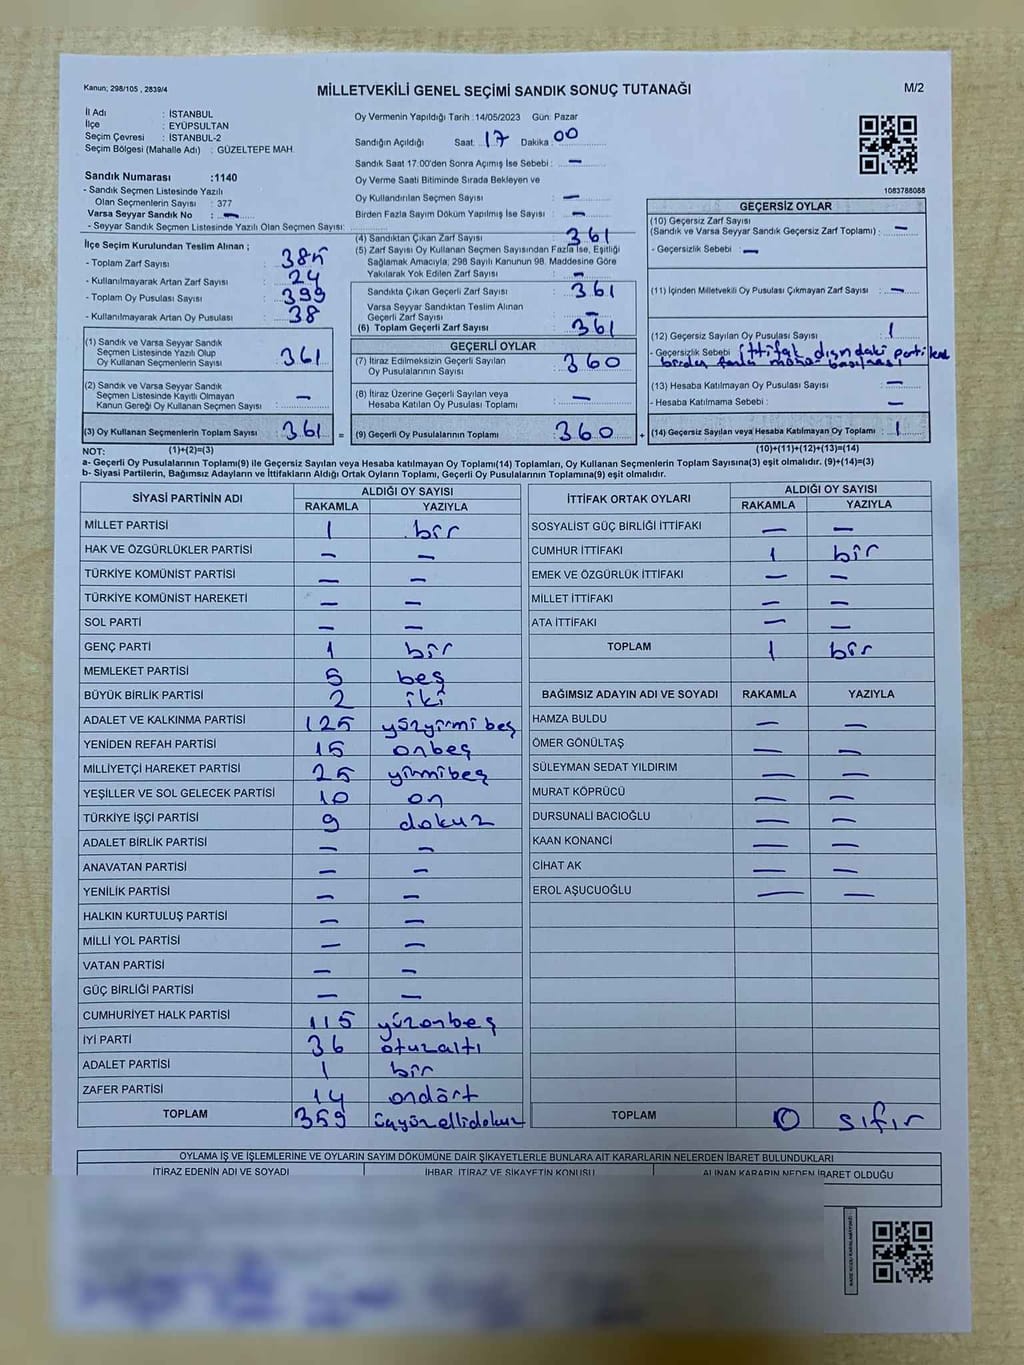 Kanun; 298/105 , 2839/4
MİLLETVEKİLİ GENEL SEÇİMİ SANDIK SONUÇ TUTANAĞI
M/2
İl Adı : İSTANBUL
İlçe : EYÜPSULTAN
Seçim Çevresi : İSTANBUL-2
Seçim Bölgesi (Mahalle Adı) : GÜZELTEPE MAH.
Oy Vermenin Yapıldığı Tarih :14/05/2023 Gün: Pazar
Sandığın Açıldığı Saat: 17 Dakika: 00
Sandık Saat 17:00'den Sonra Açımış İse Sebebi : —
Oy Verme Saati Bitiminde Sırada Bekleyen ve
Oy Kullandırılan Seçmen Sayısı : —
Birden Fazla Sayım Döküm Yapılmış İse Sayısı : —
1083788088
Sandık Numarası :1140
- Sandık Seçmen Listesinde Yazılı
Olan Seçmenlerin Sayısı : 377
Varsa Seyyar Sandık No : —
- Seyyar Sandık Seçmen Listesinde Yazılı Olan Seçmen Sayısı:
İlçe Seçim Kurulundan Teslim Alınan ;
- Toplam Zarf Sayısı : 385
- Kullanılmayarak Artan Zarf Sayısı : 24
- Toplam Oy Pusulası Sayısı : 399
- Kullanılmayarak Artan Oy Pusulası : 38
(1) Sandık ve Varsa Seyyar Sandık
Seçmen Listesinde Yazılı Olup
Oy Kullanan Seçmenlerin Sayısı : 361
(2) Sandık ve Varsa Seyyar Sandık
Seçmen Listesinde Kayıtlı Olmayan
Kanun Gereği Oy Kullanan Seçmen Sayısı : —
(3) Oy Kullanan Seçmenlerin Toplam Sayısı : 361
(4) Sandıktan Çıkan Zarf Sayısı : 361
(5) Zarf Sayısı Oy Kullanan Seçmen Sayısından Fazla İse, Eşitliği
Sağlamak Amacıyla; 298 Sayılı Kanunun 98. Maddesine Göre
Yakılarak Yok Edilen Zarf Sayısı : —
Sandıkta Çıkan Geçerli Zarf Sayısı : 361
Varsa Seyyar Sandıktan Teslim Alınan
Geçerli Zarf Sayısı : —
(6) Toplam Geçerli Zarf Sayısı : 361
GEÇERLİ OYLAR
(7) İtiraz Edilmeksizin Geçerli Sayılan
Oy Pusulalarının Sayısı : 360
(8) İtiraz Üzerine Geçerli Sayılan veya
Hesaba Katılan Oy Pusulası Toplamı : —
= (9) Geçerli Oy Pusulalarının Toplamı : 360
GEÇERSİZ OYLAR
(10) Geçersiz Zarf Sayısı
(Sandık ve Varsa Seyyar Sandık Geçersiz Zarf Toplamı) : —
- Geçersizlik Sebebi : —
(11) İçinden Milletvekili Oy Pusulası Çıkmayan Zarf Sayısı : —
(12) Geçersiz Sayılan Oy Pusulası Sayısı : 1
- Geçersizlik Sebebi : ittifak dışındaki partilere
birden fazla mühür basılması
(13) Hesaba Katılmayan Oy Pusulası Sayısı : —
- Hesaba Katılmama Sebebi : —
+ (14) Geçersiz Sayılan veya Hesaba Katılmayan Oy Toplamı : 1
NOT: (1)+(2)=(3) (10)+(11)+(12)+(13)=(14)
a- Geçerli Oy Pusulalarının Toplamı(9) ile Geçersiz Sayılan veya Hesaba katılmayan Oy Toplamı(14) Toplamları, Oy Kullanan Seçmenlerin Toplam Sayısına(3) eşit olmalıdır. (9)+(14)=(3)
b- Siyasi Partilerin, Bağımsız Adayların ve İttifakların Aldığı Ortak Oyların Toplamı, Geçerli Oy Pusulalarının Toplamına(9) eşit olmalıdır.
SİYASİ PARTİNİN ADI ALDIĞI OY SAYISI
RAKAMLA YAZIYLA
MİLLET PARTİSİ 1 bir
HAK VE ÖZGÜRLÜKLER PARTİSİ — —
TÜRKİYE KOMÜNİST PARTİSİ — —
TÜRKİYE KOMÜNİST HAREKETİ — —
SOL PARTİ — —
GENÇ PARTİ 1 bir
MEMLEKET PARTİSİ 5 beş
BÜYÜK BİRLİK PARTİSİ 2 iki
ADALET VE KALKINMA PARTİSİ 125 yüzyirmi beş
YENİDEN REFAH PARTİSİ 15 onbeş
MİLLİYETÇİ HAREKET PARTİSİ 25 yirmibeş
YEŞİLLER VE SOL GELECEK PARTİSİ 10 on
TÜRKİYE İŞÇİ PARTİSİ 9 dokuz
ADALET BİRLİK PARTİSİ — —
ANAVATAN PARTİSİ — —
YENİLİK PARTİSİ — —
HALKIN KURTULUŞ PARTİSİ — —
MİLLİ YOL PARTİSİ — —
VATAN PARTİSİ — —
GÜÇ BİRLİĞİ PARTİSİ — —
CUMHURİYET HALK PARTİSİ 115 yüzonbeş
İYİ PARTİ 36 otuzaltı
ADALET PARTİSİ 1 bir
ZAFER PARTİSİ 14 ondört
TOPLAM 359 üçyüzellidokuz
İTTİFAK ORTAK OYLARI ALDIĞI OY SAYISI
RAKAMLA YAZIYLA
SOSYALİST GÜÇ BİRLİĞİ İTTİFAKI — —
CUMHUR İTTİFAKI 1 bir
EMEK VE ÖZGÜRLÜK İTTİFAKI — —
MİLLET İTTİFAKI — —
ATA İTTİFAKI — —
TOPLAM 1 bir
BAĞIMSIZ ADAYIN ADI VE SOYADI RAKAMLA YAZIYLA
HAMZA BULDU — —
ÖMER GÖNÜLTAŞ — —
SÜLEYMAN SEDAT YILDIRIM — —
MURAT KÖPRÜCÜ — —
DURSUNALİ BACIOĞLU — —
KAAN KONANCİ — —
CİHAT AK — —
EROL AŞUCUOĞLU — —
TOPLAM 0 sıfır
OYLAMA İŞ VE İŞLEMLERİNE VE OYLARIN SAYIM DÖKÜMÜNE DAİR ŞİKAYETLERLE BUNLARA AİT KARARLARIN NELERDEN İBARET BULUNDUKLARI
İTİRAZ EDENİN ADI VE SOYADI İHBAR, İTİRAZ VE ŞİKAYETİN KONUSU ALINAN KARARIN NEDEN İBARET OLDUĞU